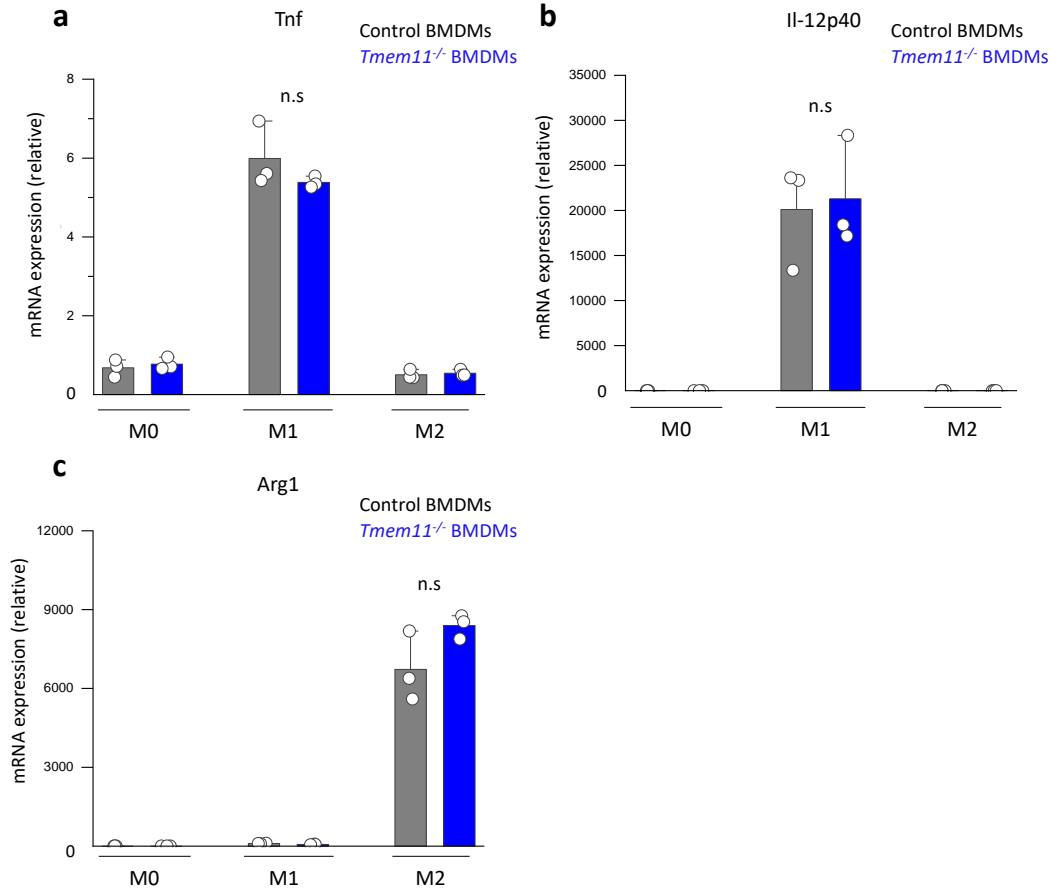 a
Tnf
Control BMDMs
Tmem11-/- BMDMs
mRNA expression (relative)
8
6
4
2
0
n.s
M0
M1
M2
b
Il-12p40
Control BMDMs
Tmem11-/- BMDMs
mRNA expression (relative)
35000
30000
25000
20000
15000
10000
5000
0
n.s
M0
M1
M2
c
Arg1
Control BMDMs
Tmem11-/- BMDMs
mRNA expression (relative)
12000
9000
6000
3000
0
n.s
M0
M1
M2